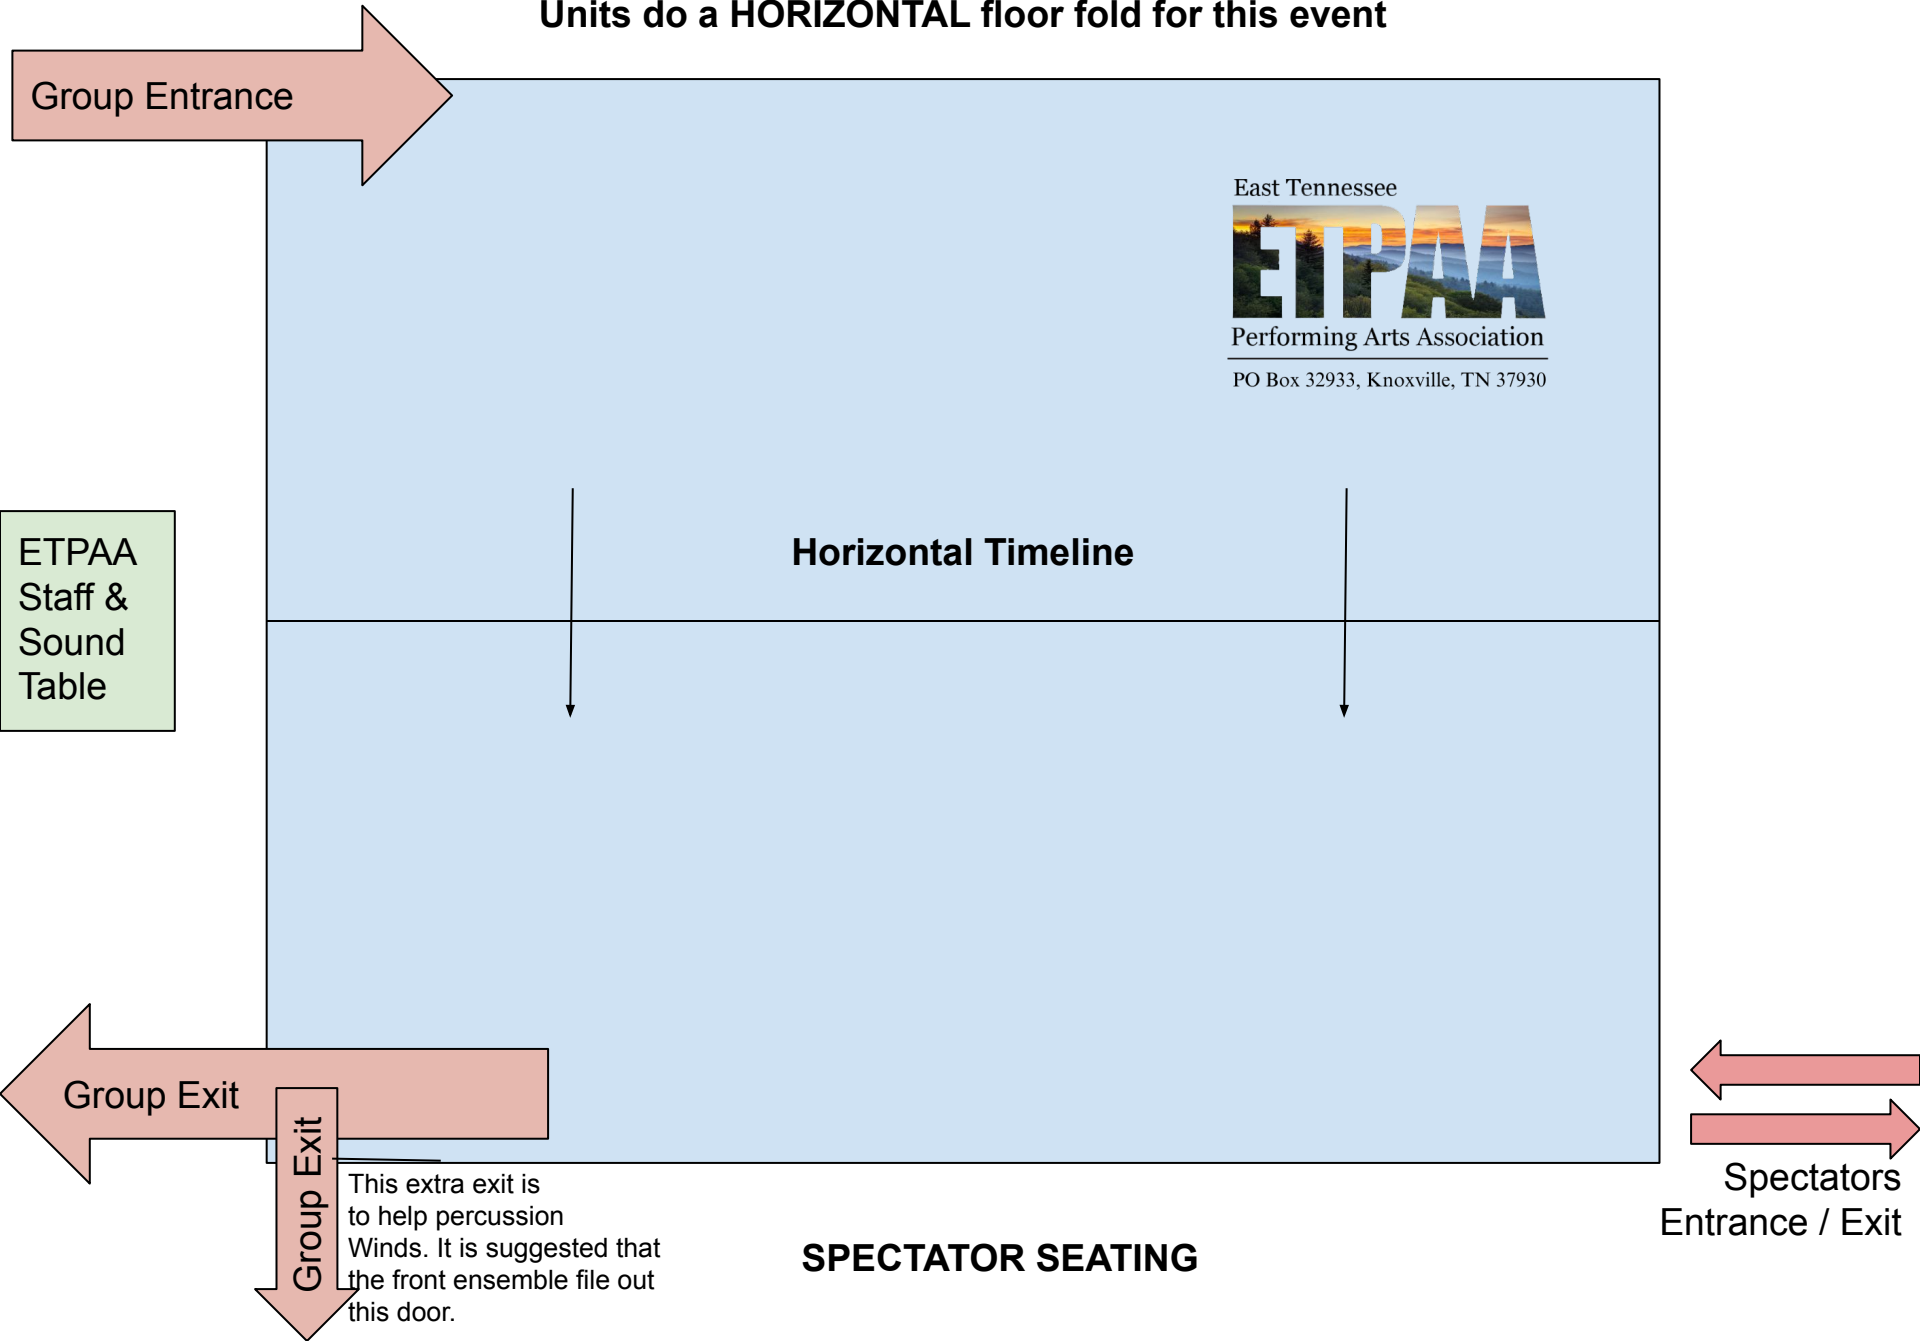 Units do a HORIZONTAL floor fold for this event
Group Entrance
East Tennessee
ETPAA
Performing Arts Association
PO Box 32933, Knoxville, TN 37930
ETPAA
Staff &
Sound
Table
Horizontal Timeline
Group Exit
Group Exit
This extra exit is
to help percussion
Winds. It is suggested that
the front ensemble file out
this door.
SPECTATOR SEATING
Spectators
Entrance / Exit